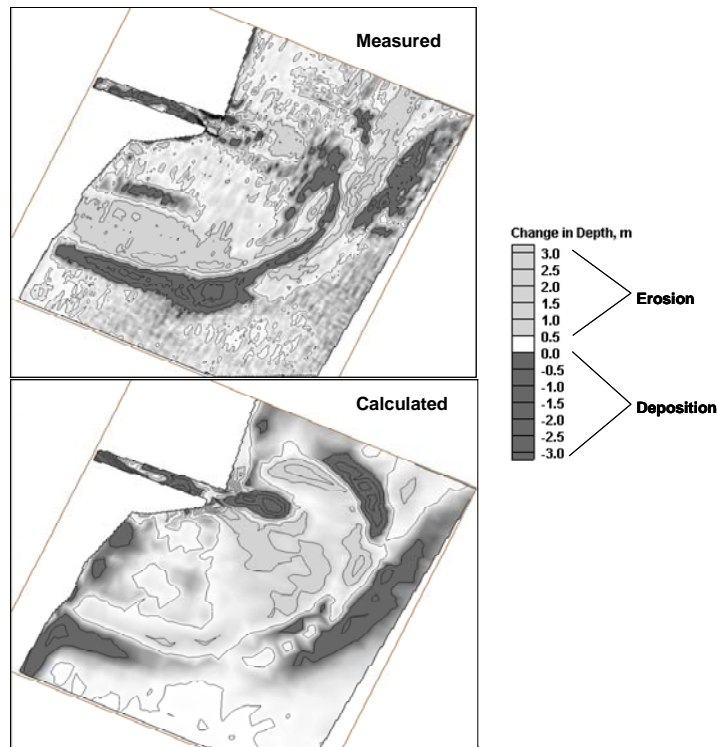 Measured
Calculated
Change in Depth, m
3.0
2.5
2.0
1.5
1.0
0.5
0.0
-0.5
-1.0
-1.5
-2.0
-2.5
-3.0
Erosion
Deposition